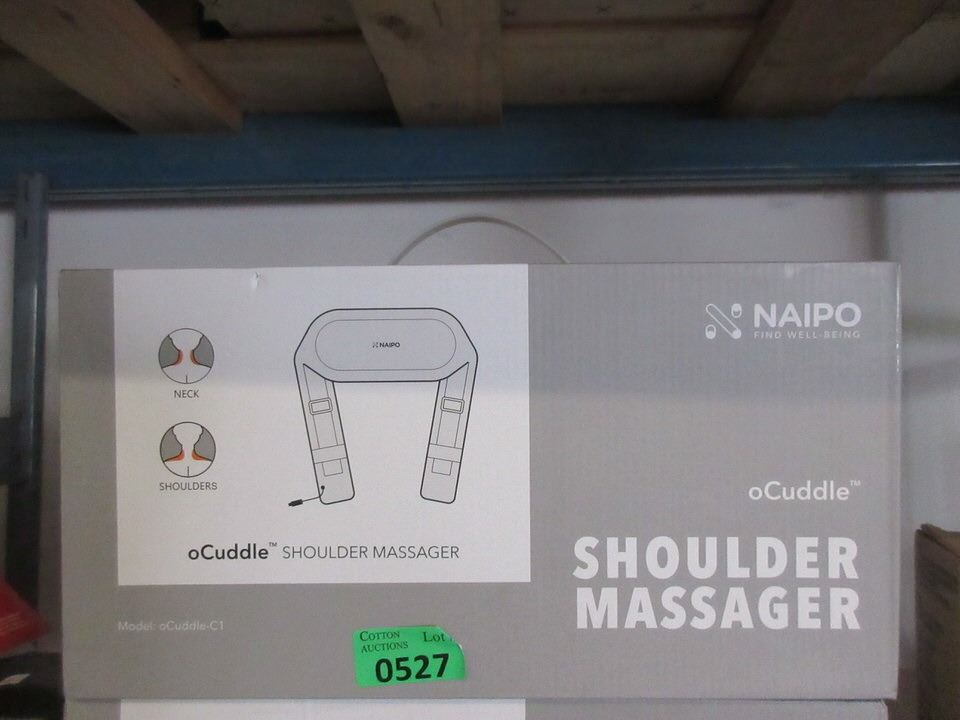 NAIPO
FIND WELL-BEING
NAIPO
NECK
SHOULDERS
oCuddle™ SHOULDER MASSAGER
oCuddle™
SHOULDER
MASSAGER
Model: oCuddle-C1
COTTON AUCTIONS Lot
0527